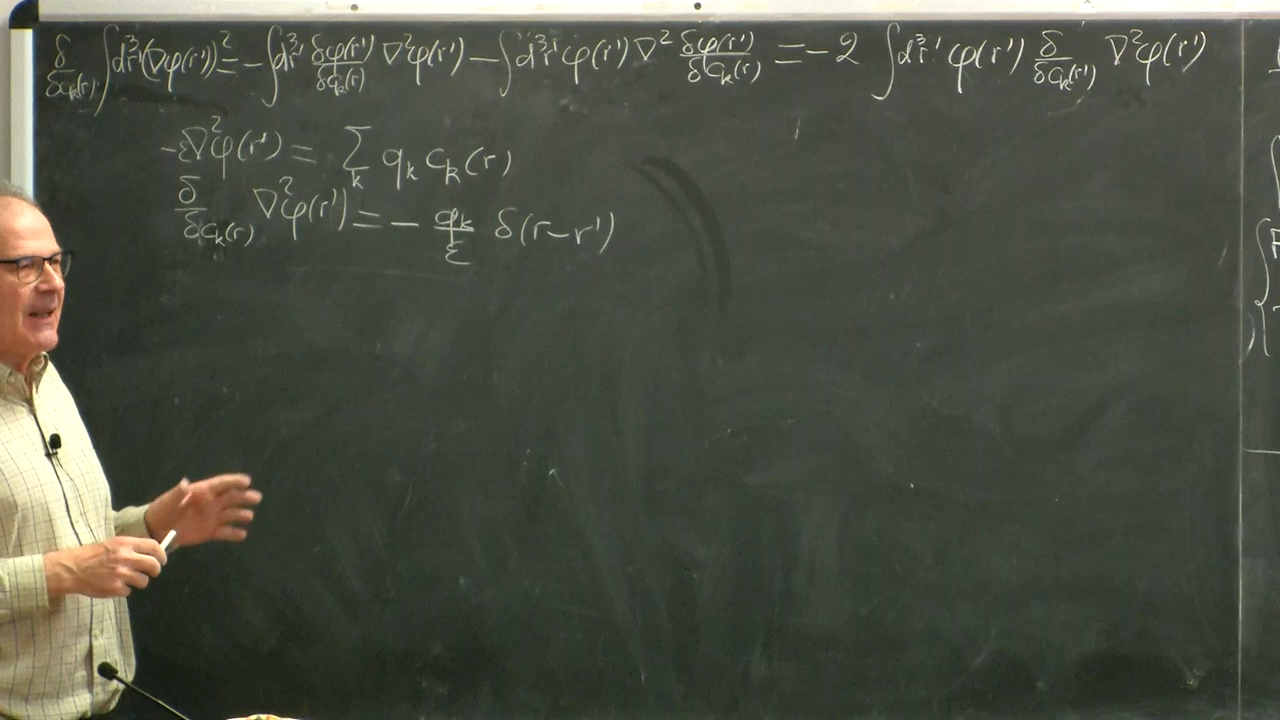 δ/δc_k(r) ∫d³r'(∇φ(r'))² = -∫d³r' δφ(r')/δc_k(r) ∇²φ(r') - ∫d³r' φ(r') ∇² δφ(r')/δc_k(r) = -2 ∫d³r' φ(r') δ/δc_k(r') ∇²φ(r')
-ε∇²φ(r') = Σ_k q_k c_k(r)
δ/δc_k(r) ∇²φ(r') = - q_k/ε δ(r-r')